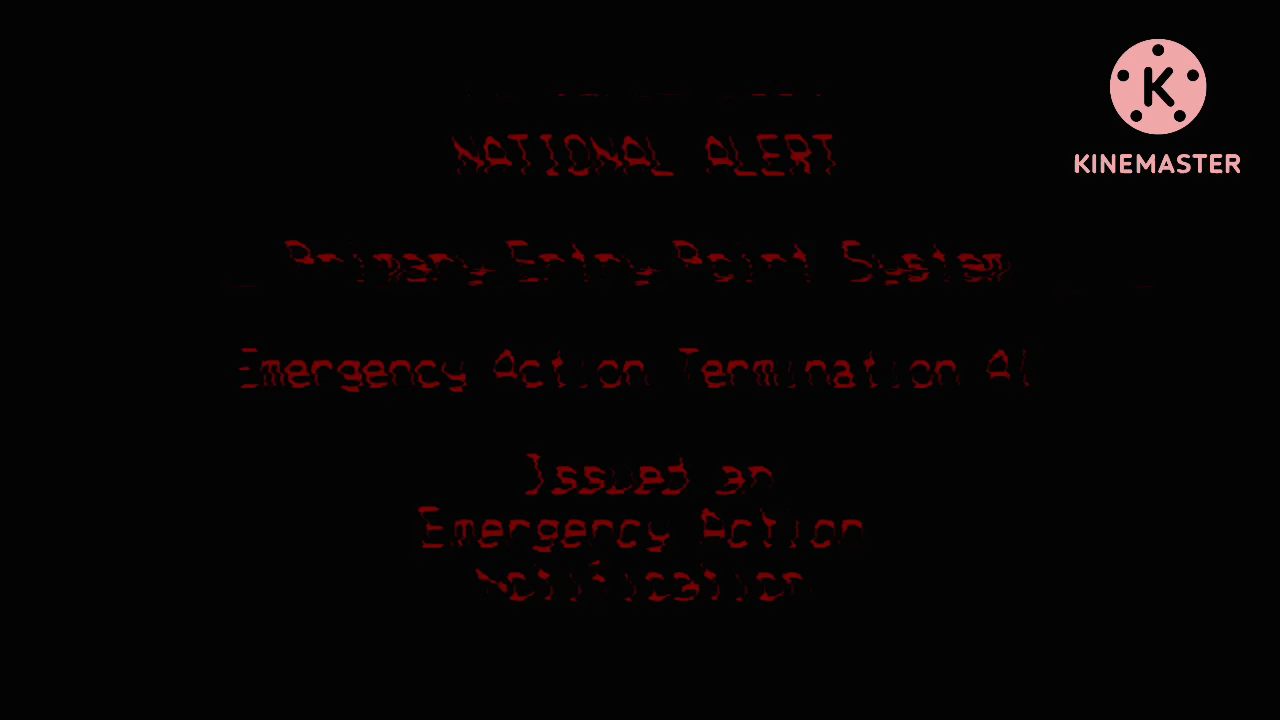 NATIONAL ALERT
K
KINEMASTER
Primary Entry Point System
Emergency Action Termination
Issued an
Emergency Action
Notification